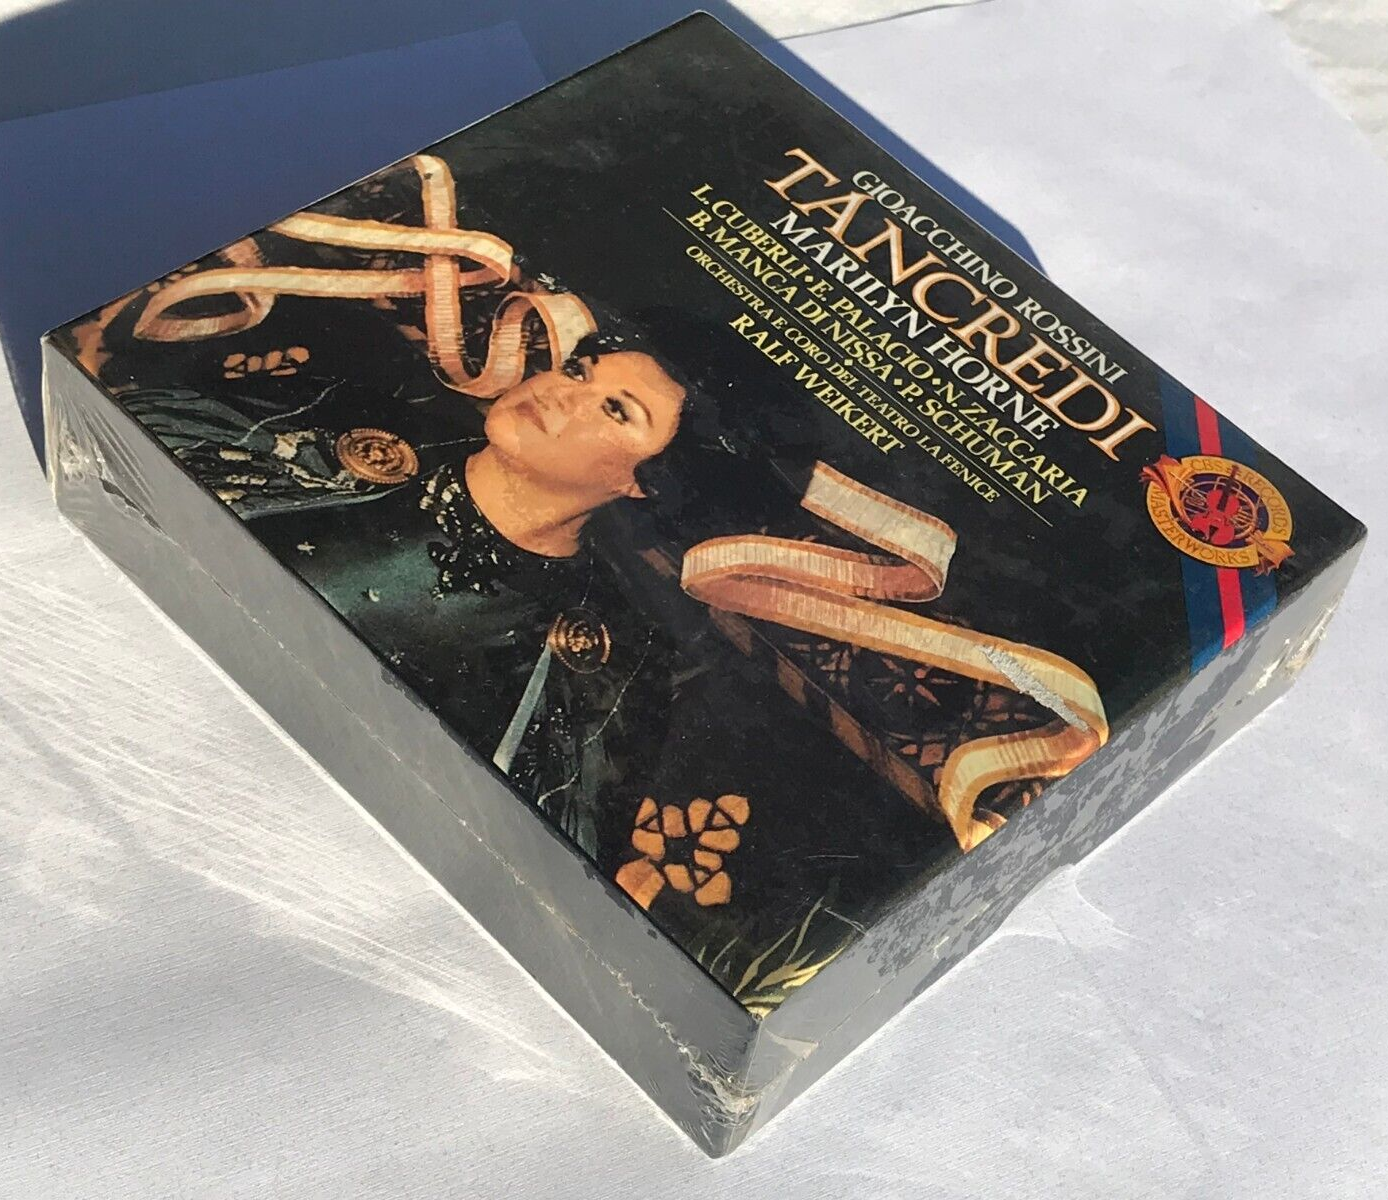 GIOACCHINO ROSSINI
TANCREDI
MARILYN HORNE
L. CUBERLI • E. PALACIO • N. ZACCARIA
B. MANCA DI NISSA • P. SCHUMAN
ORCHESTRA E CORO DEL TEATRO LA FENICE
RALF WEIKERT
CBS RECORDS
MASTERWORKS